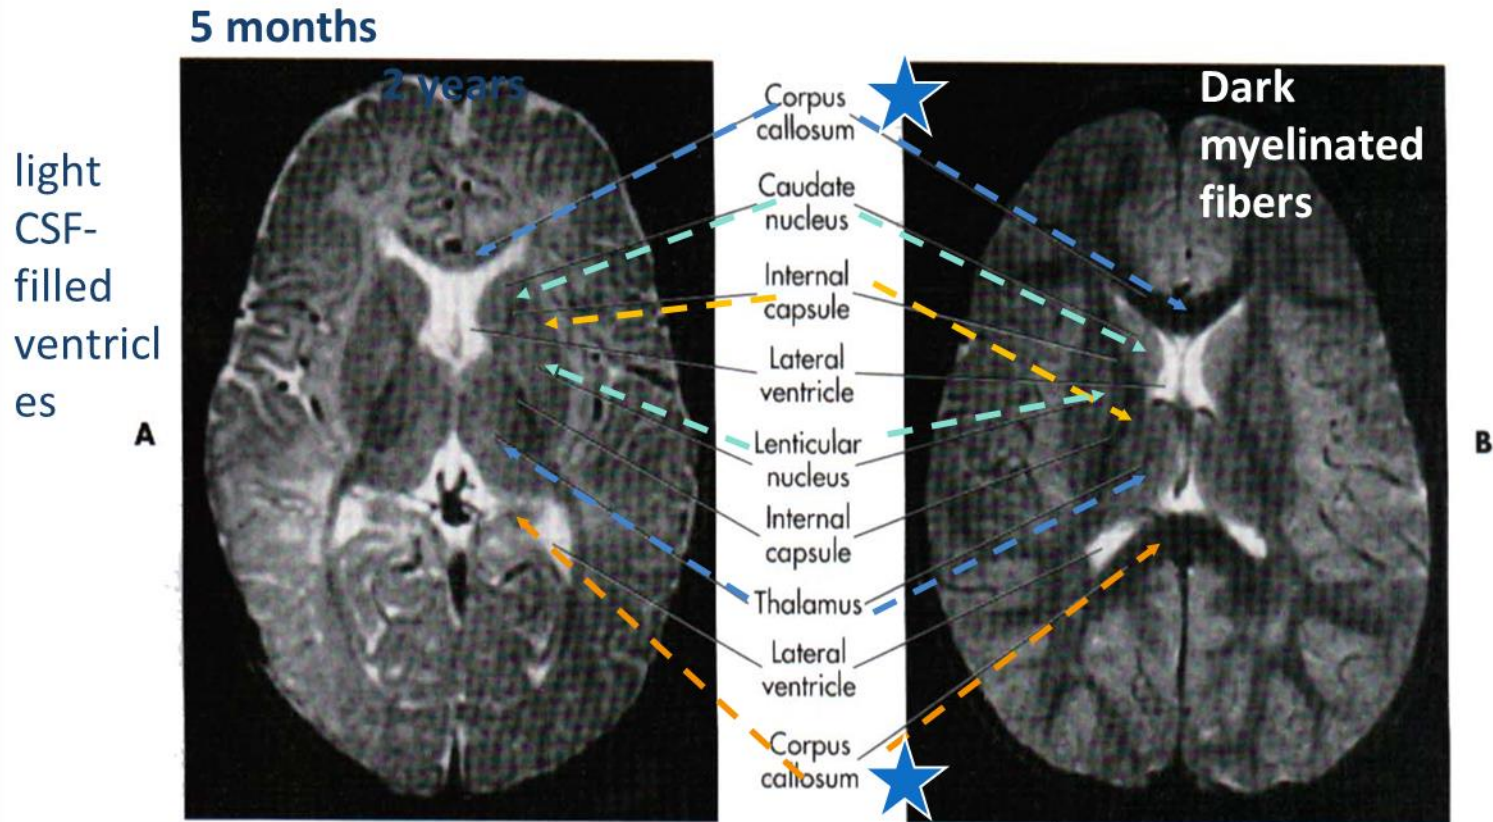 5 months
2 years
light
CSF-
filled
ventricl
es
A
Corpus
callosum
Caudate
nucleus
Internal
capsule
Lateral
ventricle
Lenticular
nucleus
Internal
capsule
Thalamus
Lateral
ventricle
Corpus
callosum
Dark
myelinated
fibers
B